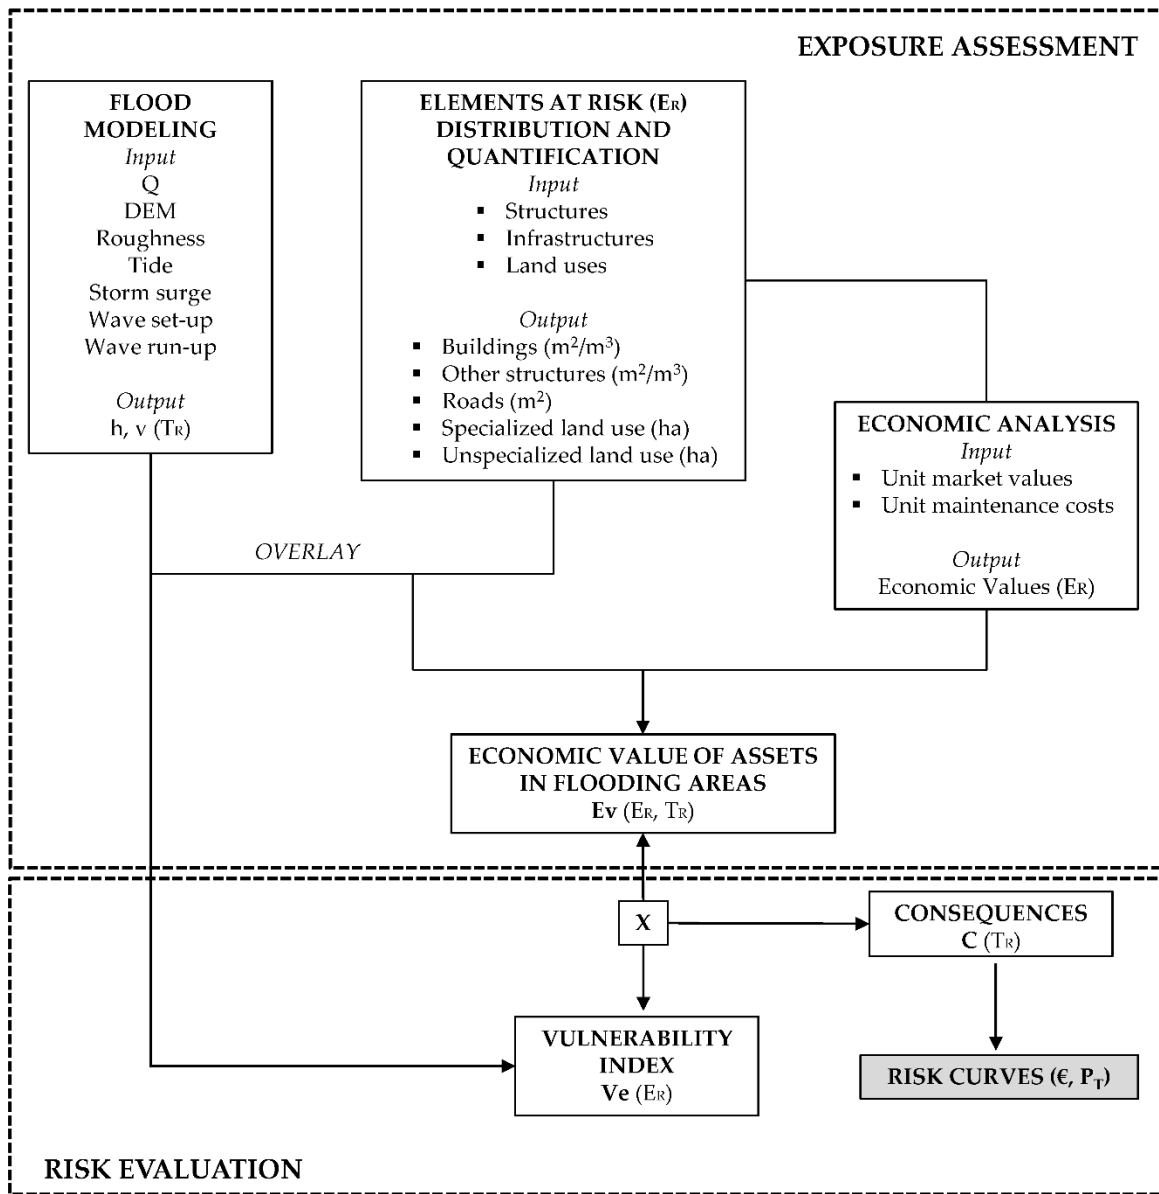 EXPOSURE ASSESSMENT
FLOOD
MODELING
Input
Q
DEM
Roughness
Tide
Storm surge
Wave set-up
Wave run-up
Output
h, v (TR)
ELEMENTS AT RISK (ER)
DISTRIBUTION AND
QUANTIFICATION
Input
▪ Structures
▪ Infrastructures
▪ Land uses
Output
▪ Buildings (m²/m³)
▪ Other structures (m²/m³)
▪ Roads (m²)
▪ Specialized land use (ha)
▪ Unspecialized land use (ha)
ECONOMIC ANALYSIS
Input
▪ Unit market values
▪ Unit maintenance costs
Output
Economic Values (ER)
OVERLAY
ECONOMIC VALUE OF ASSETS
IN FLOODING AREAS
Ev (ER, TR)
X
CONSEQUENCES
C (TR)
VULNERABILITY
INDEX
Ve (ER)
RISK CURVES (€, PT)
RISK EVALUATION